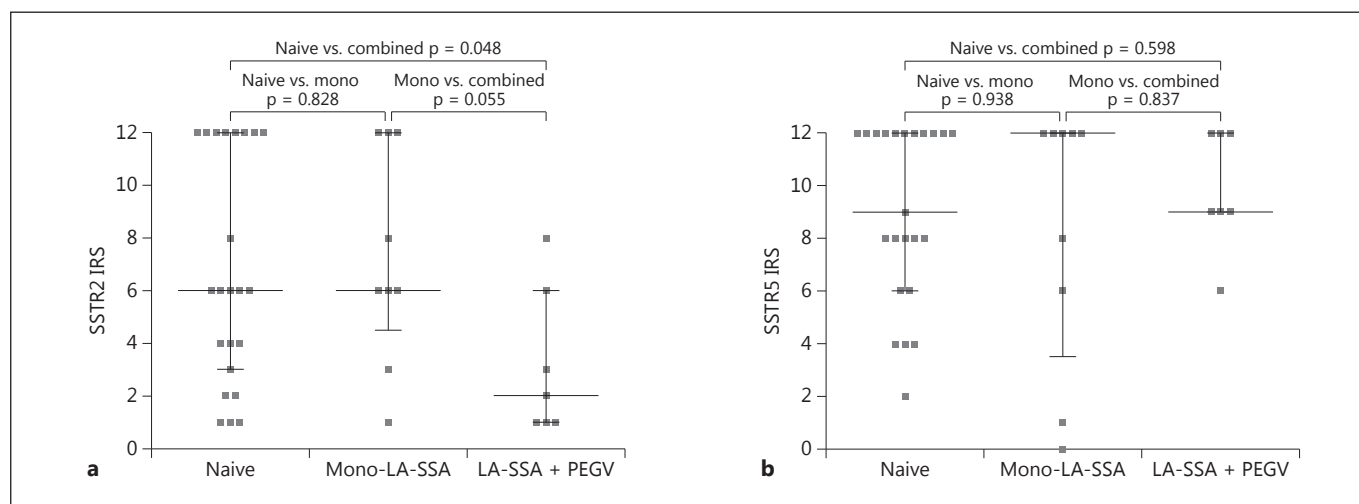 Naive vs. combined p = 0.048
Naive vs. mono
p = 0.828
Mono vs. combined
p = 0.055
12
10
8
6
4
2
0
SSTR2 IRS
Naive
Mono-LA-SSA
LA-SSA + PEGV
a
Naive vs. combined p = 0.598
Naive vs. mono
p = 0.938
Mono vs. combined
p = 0.837
12
10
8
6
4
2
0
SSTR5 IRS
Naive
Mono-LA-SSA
LA-SSA + PEGV
b